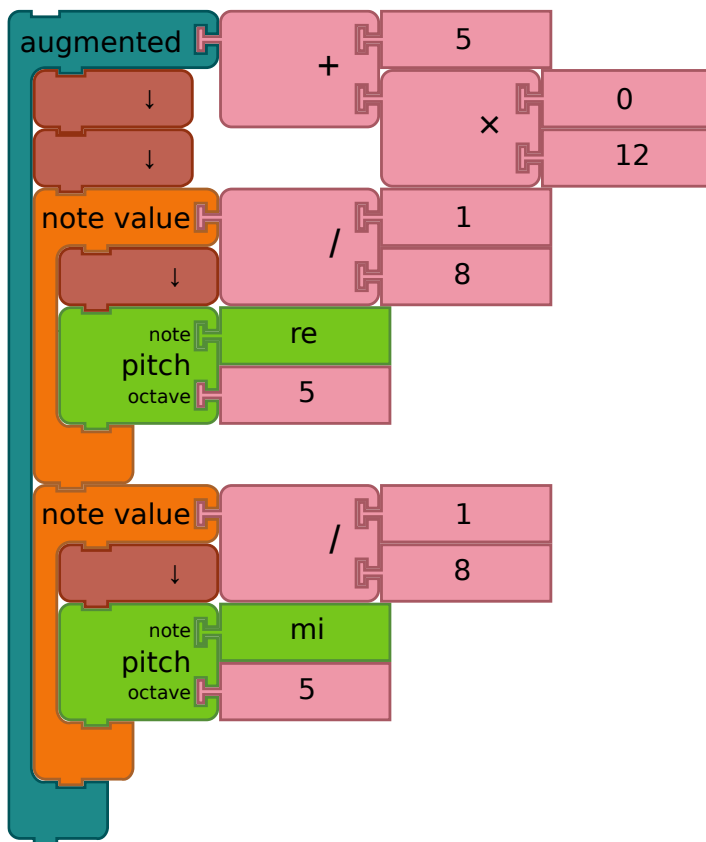 augmented + 5
↓ × 0
↓ 12
note value / 1
↓ 8
note re
pitch
octave 5
note value / 1
↓ 8
note mi
pitch
octave 5